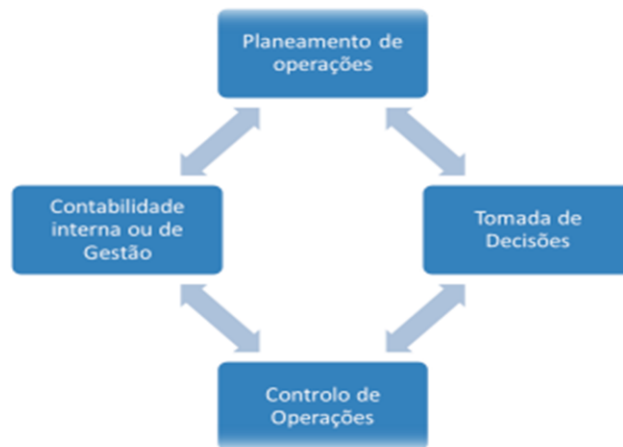 Planeamento de
operações
Contabilidade
interna ou de
Gestão
Tomada de
Decisões
Controlo de
Operações